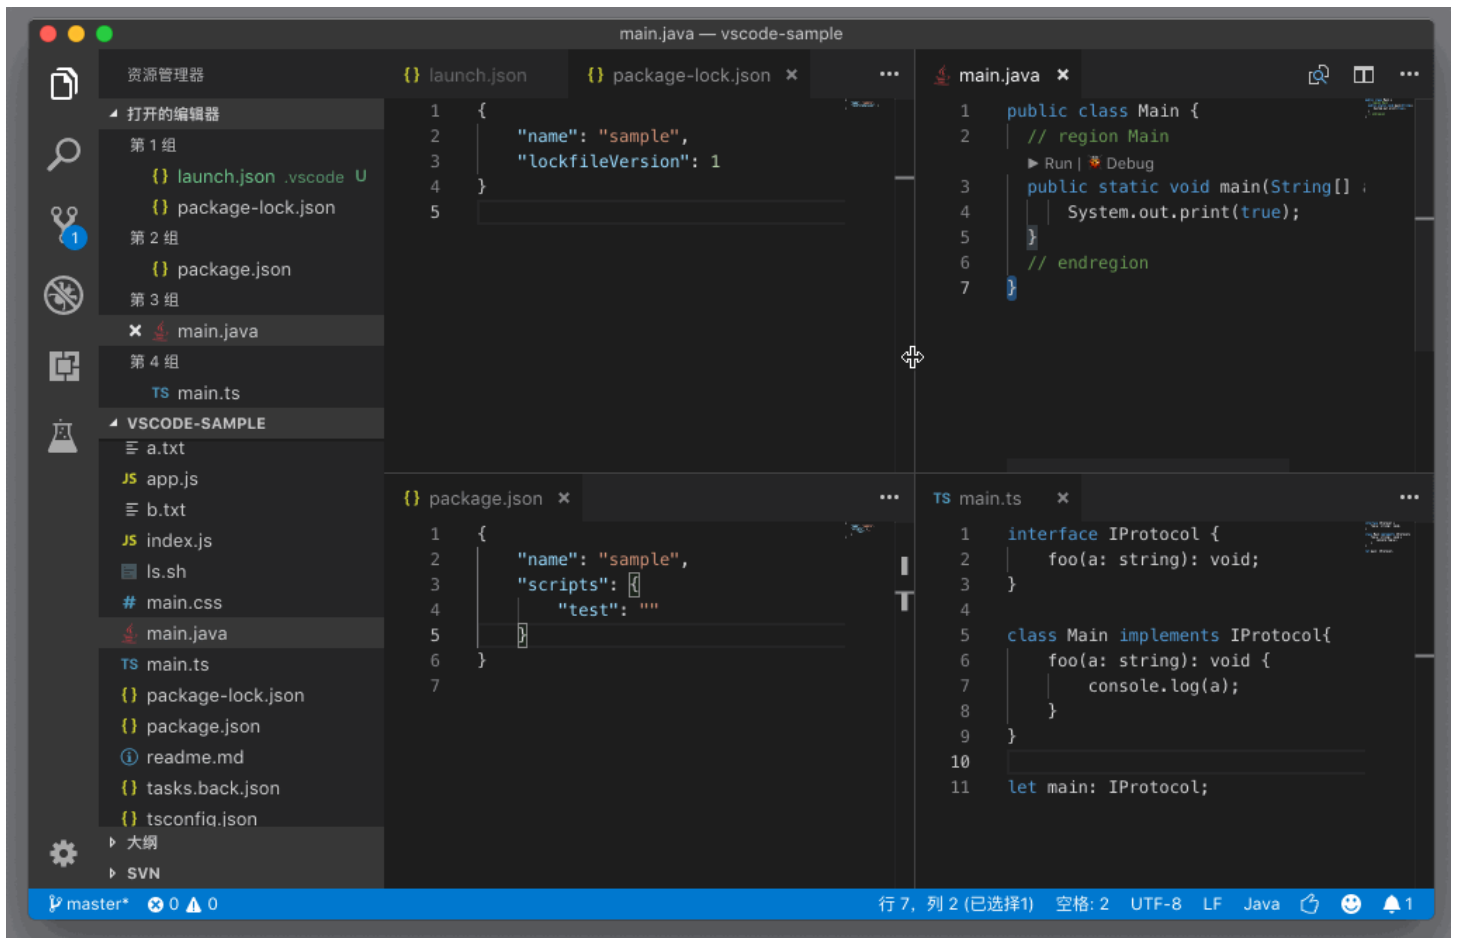 main.java — vscode-sample
资源管理器
打开的编辑器
第 1 组
{} launch.json .vscode U
{} package-lock.json
第 2 组
{} package.json
第 3 组
× main.java
第 4 组
TS main.ts
VSCODE-SAMPLE
a.txt
JS app.js
b.txt
JS index.js
ls.sh
# main.css
main.java
TS main.ts
{} package-lock.json
{} package.json
readme.md
{} tasks.back.json
{} tsconfig.json
大纲
SVN
1
{} launch.json {} package-lock.json × ...
1 {
2 "name": "sample",
3 "lockfileVersion": 1
4 }
5
main.java × ...
1 public class Main {
2 // region Main
▶ Run | Debug
3 public static void main(String[]
4 System.out.print(true);
5 }
6 // endregion
7 }
{} package.json × ...
1 {
2 "name": "sample",
3 "scripts": {
4 "test": ""
5 }
6 }
7
TS main.ts × ...
1 interface IProtocol {
2 foo(a: string): void;
3 }
4
5 class Main implements IProtocol{
6 foo(a: string): void {
7 console.log(a);
8 }
9 }
10
11 let main: IProtocol;
master* 0 0 行 7，列 2 (已选择1) 空格: 2 UTF-8 LF Java 1